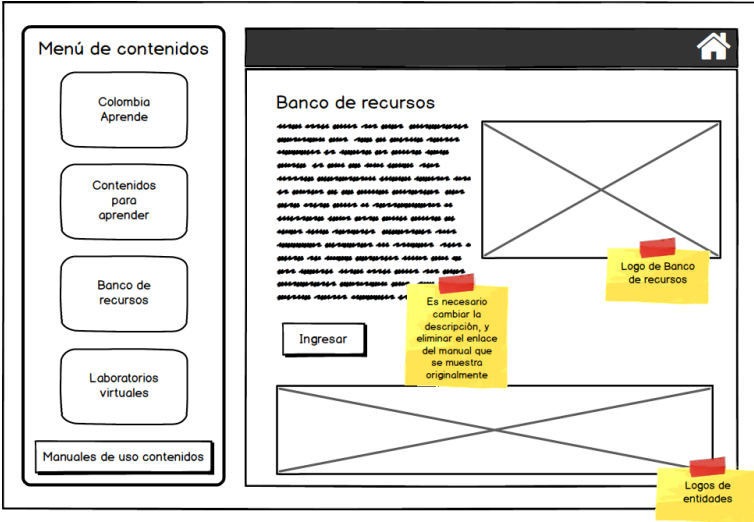 Menú de contenidos
Colombia
Aprende
Contenidos
para
aprender
Banco de
recursos
Laboratorios
virtuales
Manuales de uso contenidos
Banco de recursos
Logo de Banco
de recursos
Es necesario
cambiar la
descripción, y
eliminar el enlace
del manual que
se muestra
originalmente
Ingresar
Logos de
entidades